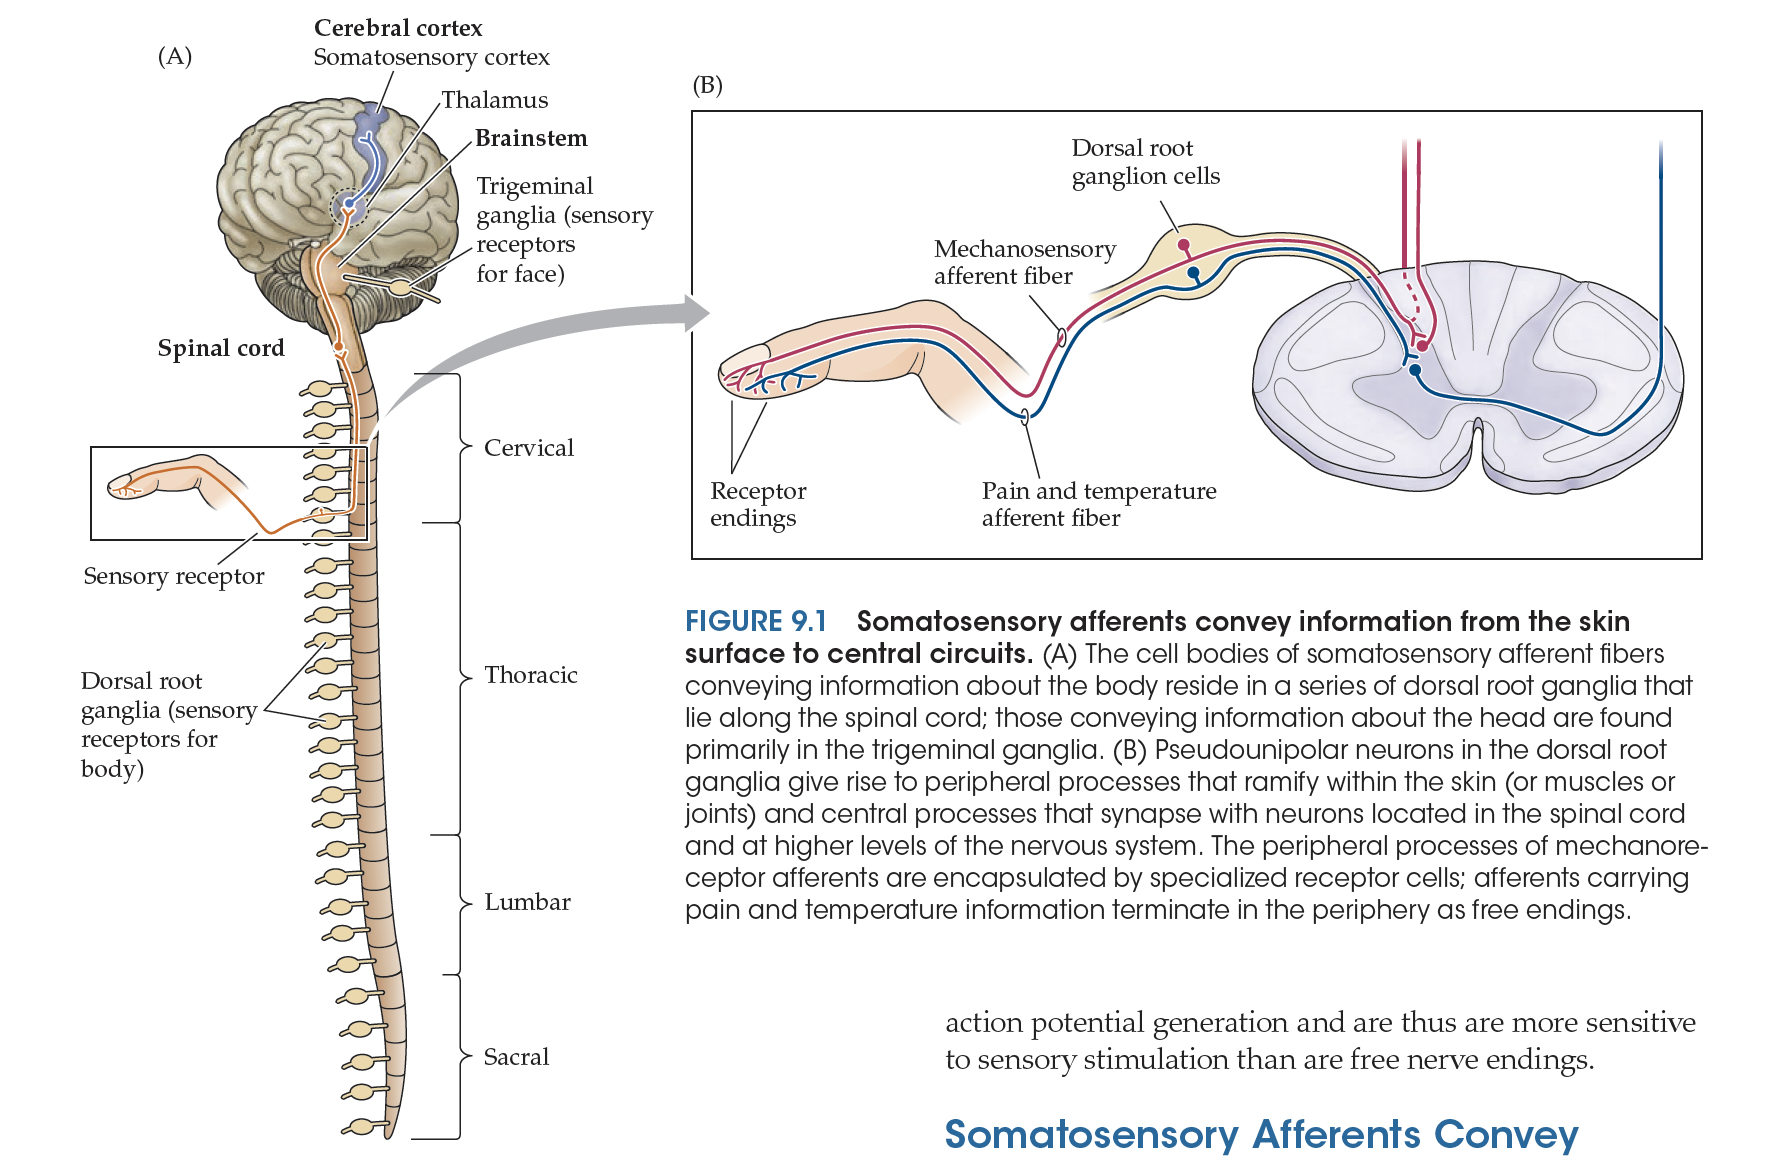 (A)
Cerebral cortex
Somatosensory cortex
Thalamus
Brainstem
Trigeminal
ganglia (sensory
receptors
for face)
Spinal cord
Cervical
Sensory receptor
Thoracic
Dorsal root
ganglia (sensory
receptors for
body)
Lumbar
Sacral
(B)
Dorsal root
ganglion cells
Mechanosensory
afferent fiber
Receptor
endings
Pain and temperature
afferent fiber
FIGURE 9.1 Somatosensory afferents convey information from the skin
surface to central circuits. (A) The cell bodies of somatosensory afferent fibers
conveying information about the body reside in a series of dorsal root ganglia that
lie along the spinal cord; those conveying information about the head are found
primarily in the trigeminal ganglia. (B) Pseudounipolar neurons in the dorsal root
ganglia give rise to peripheral processes that ramify within the skin (or muscles or
joints) and central processes that synapse with neurons located in the spinal cord
and at higher levels of the nervous system. The peripheral processes of mechanore-
ceptor afferents are encapsulated by specialized receptor cells; afferents carrying
pain and temperature information terminate in the periphery as free endings.
action potential generation and are thus are more sensitive
to sensory stimulation than are free nerve endings.
Somatosensory Afferents Convey